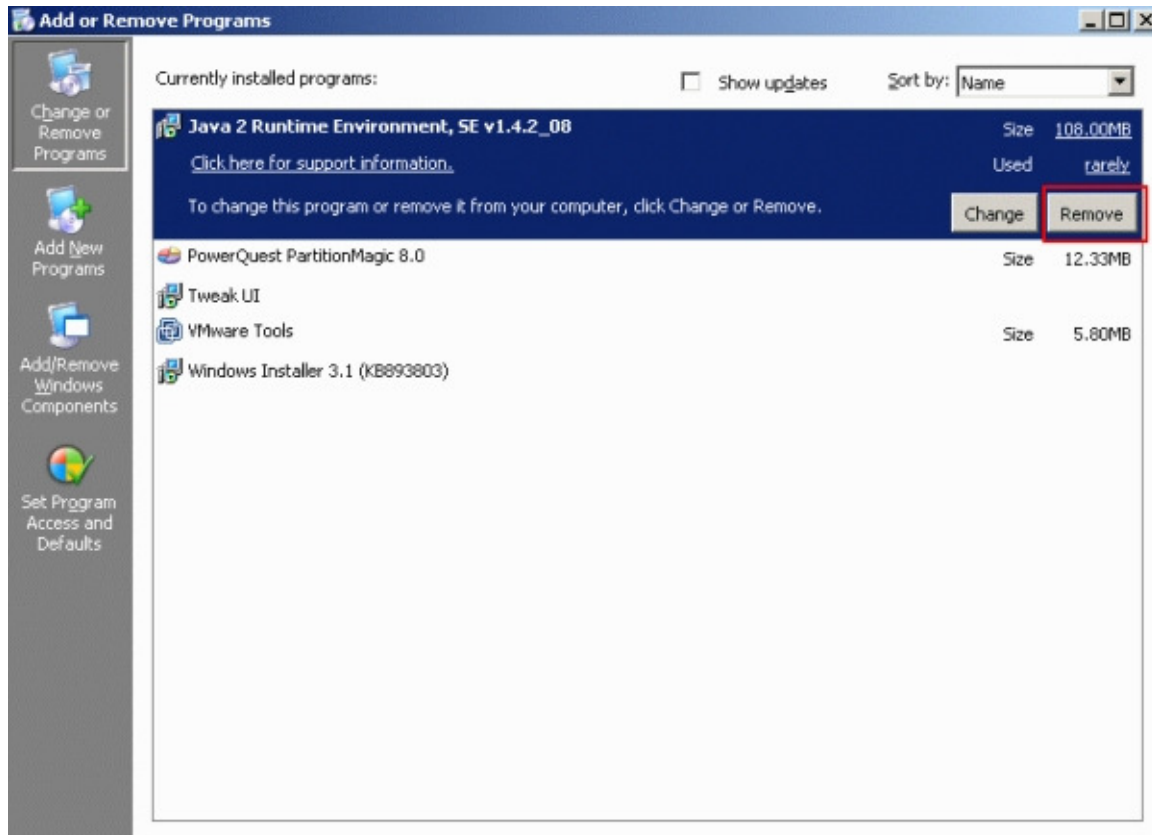 Add or Remove Programs
Change or
Remove
Programs
Add New
Programs
Add/Remove
Windows
Components
Set Program
Access and
Defaults
Currently installed programs:
Show updates
Sort by: Name
Java 2 Runtime Environment, SE v1.4.2_08 Size 108.00MB
Click here for support information. Used rarely
To change this program or remove it from your computer, click Change or Remove. Change Remove
PowerQuest PartitionMagic 8.0 Size 12.33MB
Tweak UI
VMware Tools Size 5.80MB
Windows Installer 3.1 (KB893803)